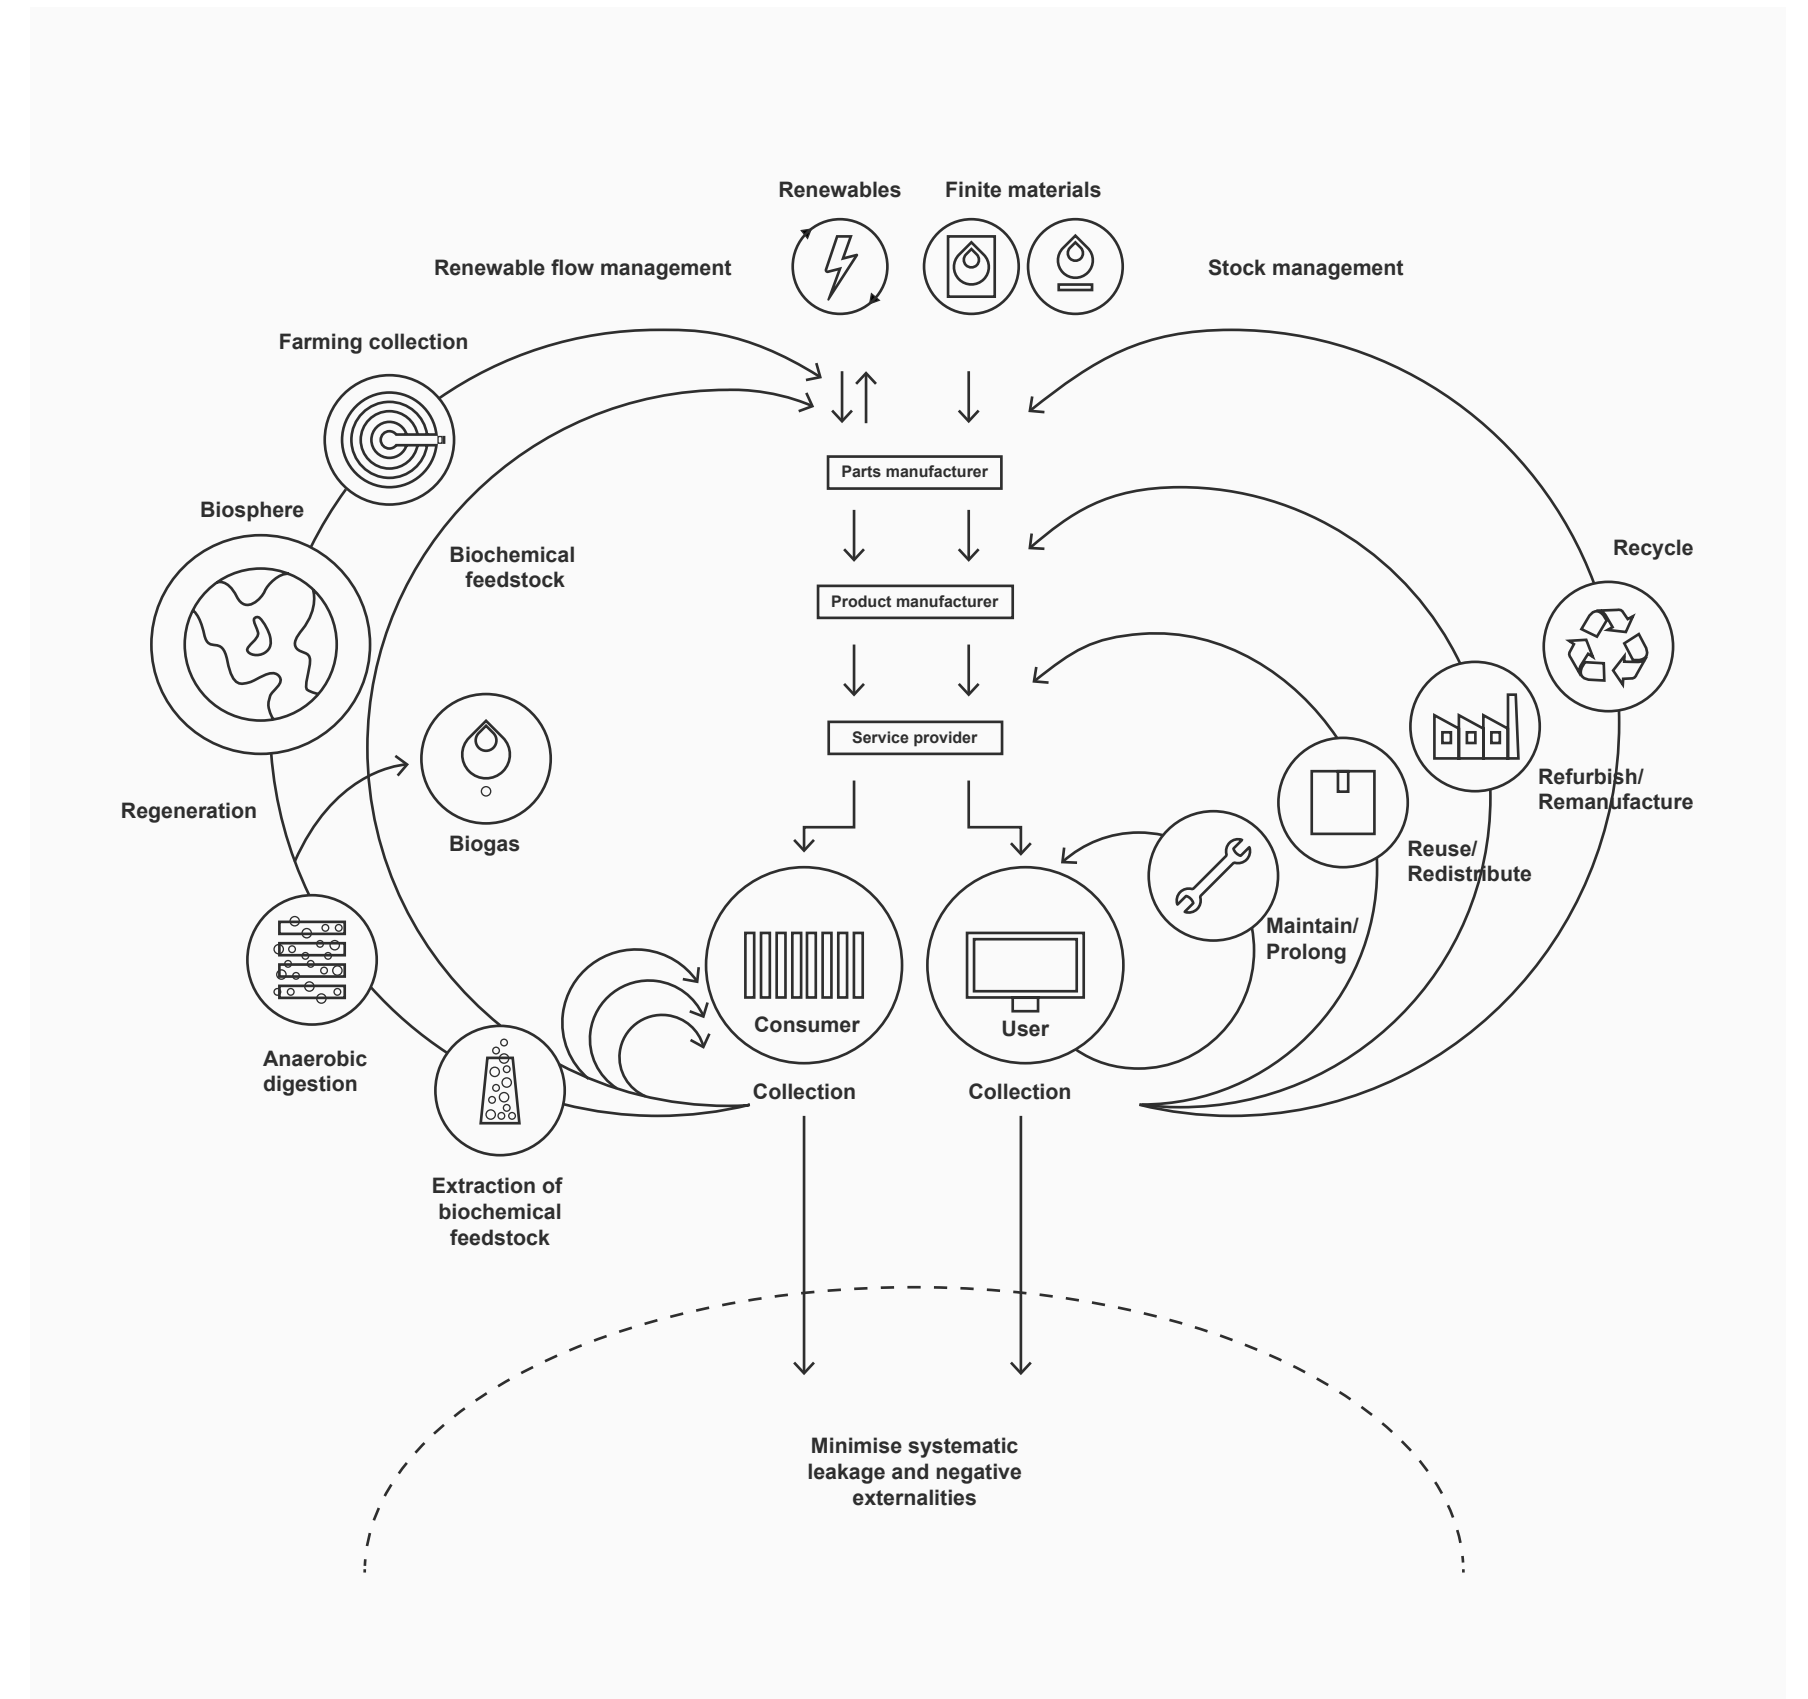 Renewables
Finite materials
Renewable flow management
Stock management
Farming collection
Parts manufacturer
Biosphere
Biochemical
feedstock
Recycle
Product manufacturer
Service provider
Refurbish/
Remanufacture
Regeneration
Biogas
Reuse/
Redistribute
Maintain/
Prolong
Consumer
User
Anaerobic
digestion
Collection
Collection
Extraction of
biochemical
feedstock
Minimise systematic
leakage and negative
externalities